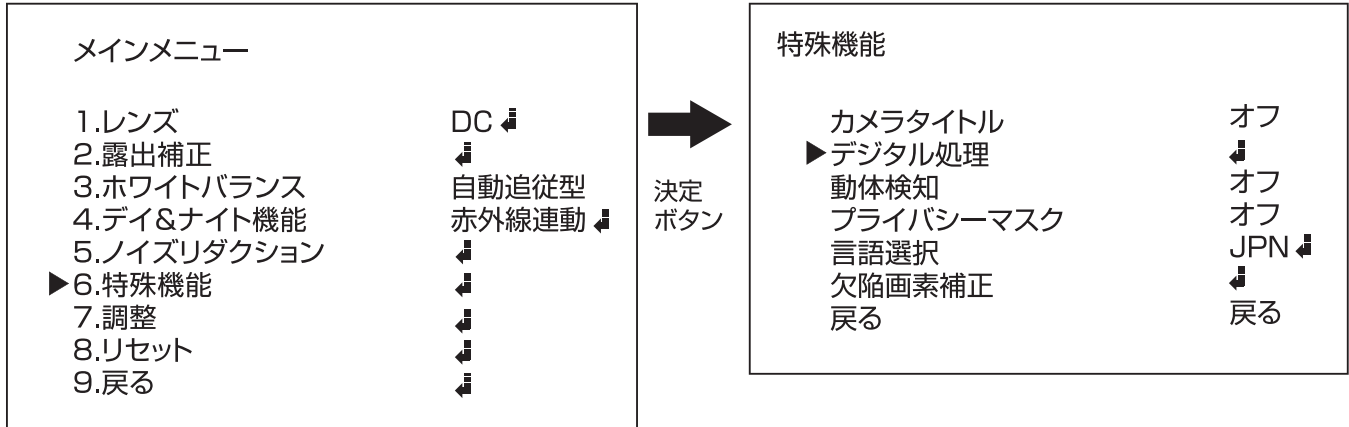 メインメニュー
1.レンズ DC
2.露出補正
3.ホワイトバランス 自動追従型
4.デイ&ナイト機能 赤外線連動
5.ノイズリダクション
▶6.特殊機能
7.調整
8.リセット
9.戻る
決定
ボタン
特殊機能
カメラタイトル オフ
▶デジタル処理
動体検知 オフ
プライバシーマスク オフ
言語選択 JPN
欠陥画素補正
戻る 戻る